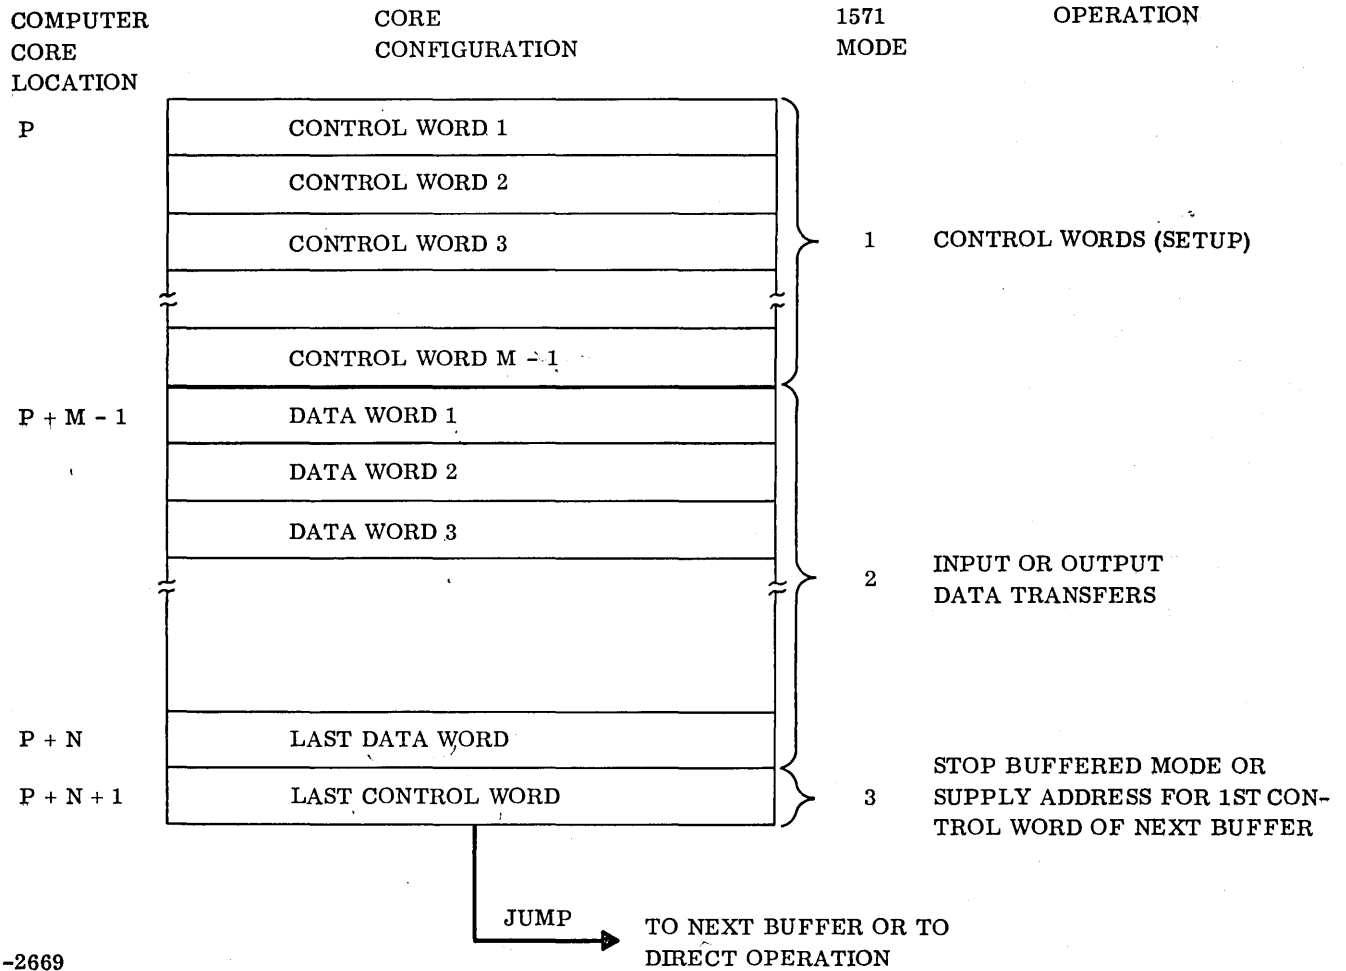 COMPUTER
CORE
LOCATION
CORE
CONFIGURATION
1571
MODE
OPERATION
P
CONTROL WORD 1
CONTROL WORD 2
CONTROL WORD 3
1
CONTROL WORDS (SETUP)
CONTROL WORD M - 1
P + M - 1
DATA WORD 1
DATA WORD 2
DATA WORD 3
2
INPUT OR OUTPUT
DATA TRANSFERS
P + N
LAST DATA WORD
P + N + 1
LAST CONTROL WORD
3
STOP BUFFERED MODE OR
SUPPLY ADDRESS FOR 1ST CON-
TROL WORD OF NEXT BUFFER
JUMP
TO NEXT BUFFER OR TO
DIRECT OPERATION
-2669